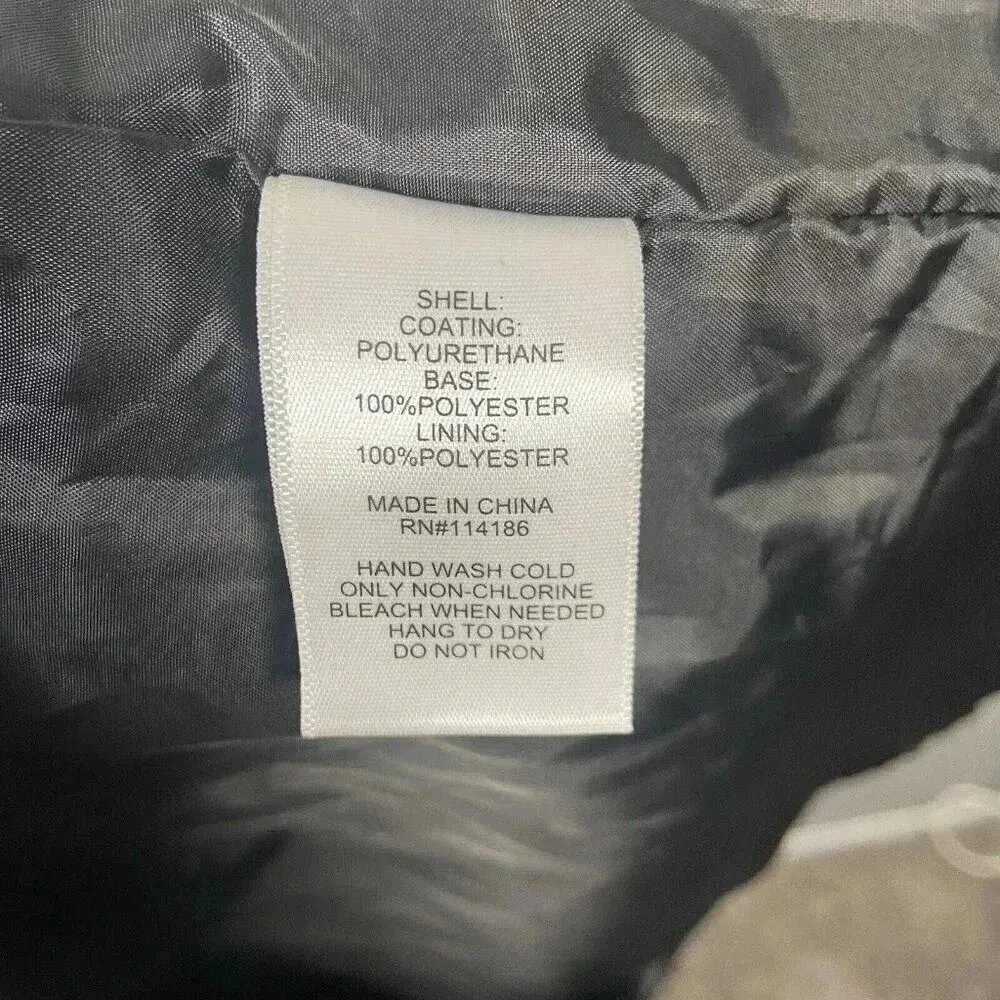 SHELL:
COATING:
POLYURETHANE
BASE:
100%POLYESTER
LINING:
100%POLYESTER
MADE IN CHINA
RN#114186
HAND WASH COLD
ONLY NON-CHLORINE
BLEACH WHEN NEEDED
HANG TO DRY
DO NOT IRON